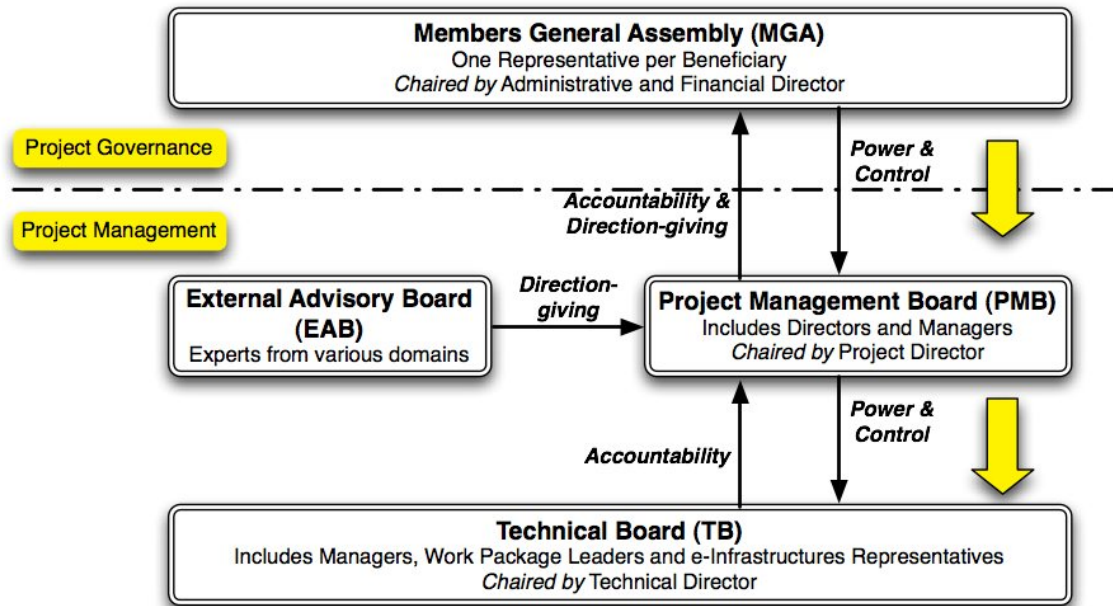 Members General Assembly (MGA)
One Representative per Beneficiary
Chaired by Administrative and Financial Director
Project Governance
Power &
Control
Accountability &
Direction-giving
Project Management
External Advisory Board
(EAB)
Experts from various domains
Direction-
giving
Project Management Board (PMB)
Includes Directors and Managers
Chaired by Project Director
Power &
Control
Accountability
Technical Board (TB)
Includes Managers, Work Package Leaders and e-Infrastructures Representatives
Chaired by Technical Director